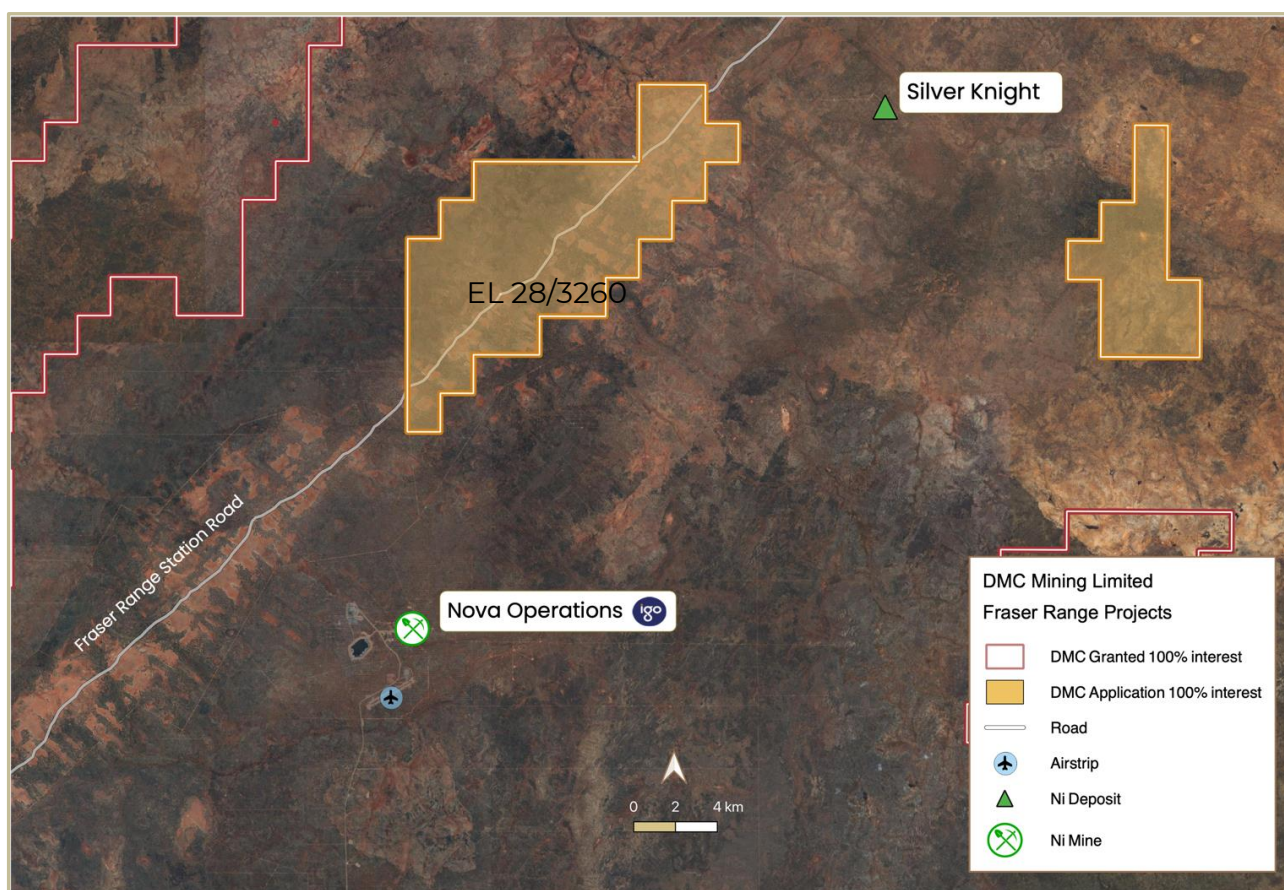 Silver Knight
EL 28/3260
Fraser Range Station Road
Nova Operations igo
0 2 4 km
DMC Mining Limited
Fraser Range Projects
DMC Granted 100% interest
DMC Application 100% interest
Road
Airstrip
Ni Deposit
Ni Mine